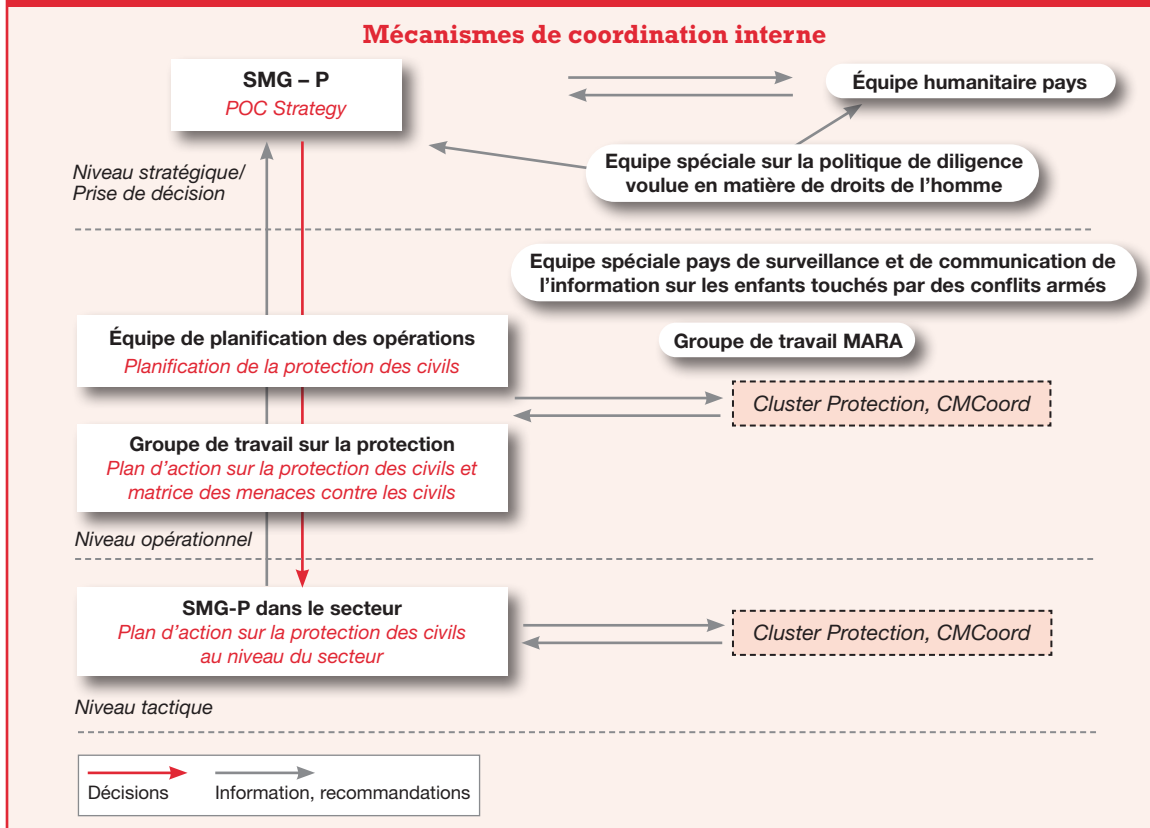 Mécanismes de coordination interne
SMG – P
POC Strategy
Équipe humanitaire pays
Equipe spéciale sur la politique de diligence
voulue en matière de droits de l'homme
Niveau stratégique/
Prise de décision
Equipe spéciale pays de surveillance et de communication de
l'information sur les enfants touchés par des conflits armés
Équipe de planification des opérations
Planification de la protection des civils
Groupe de travail MARA
Cluster Protection, CMCoord
Groupe de travail sur la protection
Plan d'action sur la protection des civils et
matrice des menaces contre les civils
Niveau opérationnel
SMG-P dans le secteur
Plan d'action sur la protection des civils
au niveau du secteur
Cluster Protection, CMCoord
Niveau tactique
Décisions
Information, recommandations